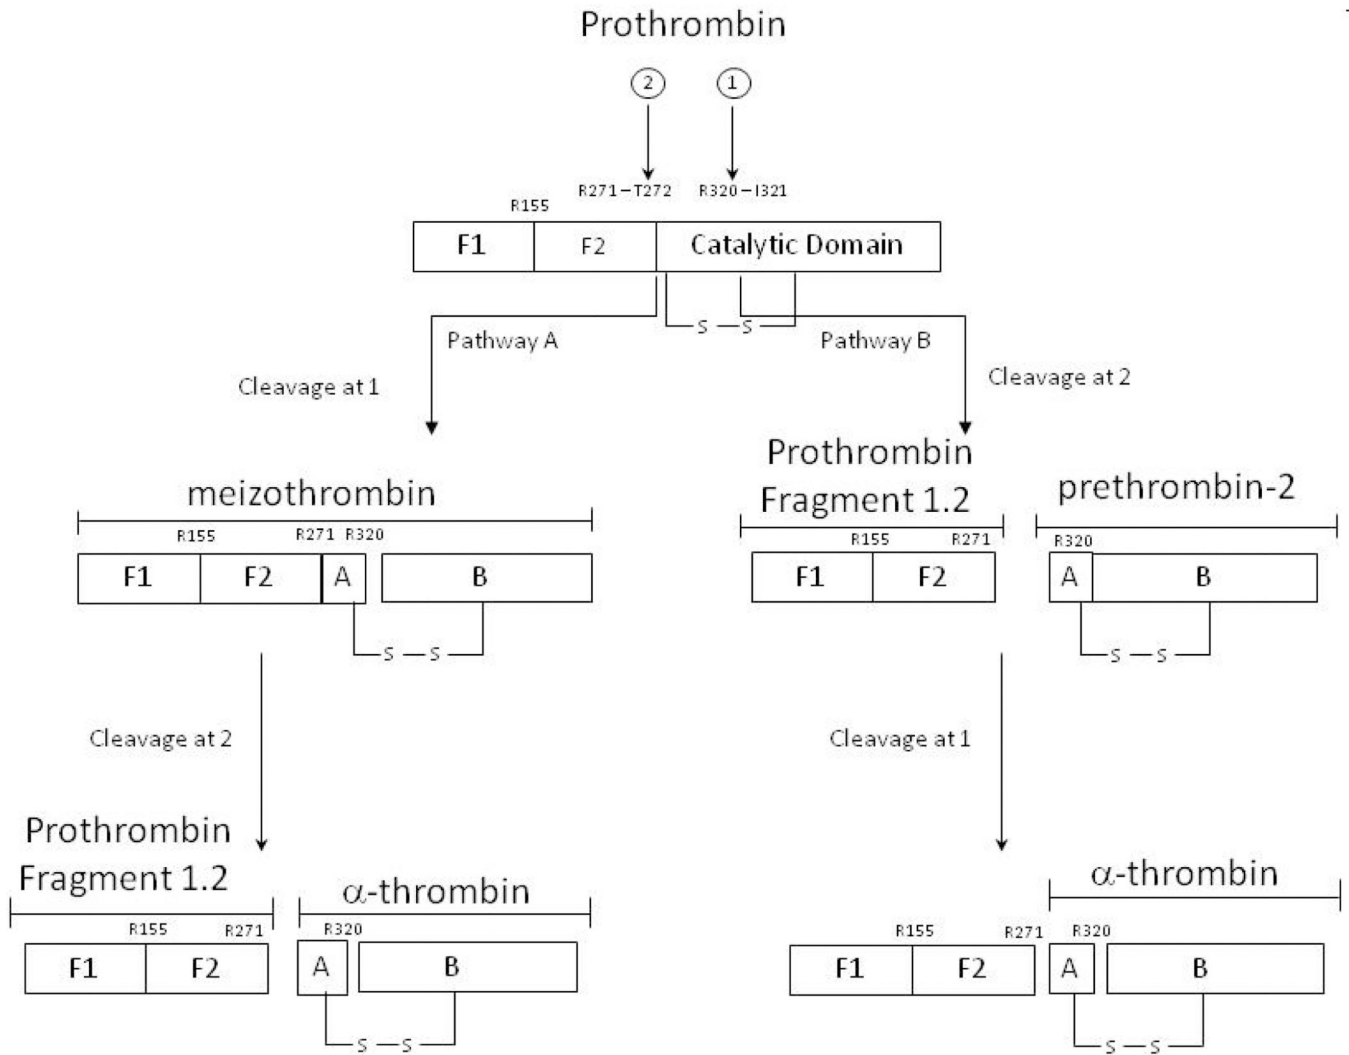 Prothrombin
2 1
R271–T272 R320–I321
R155
F1 F2 Catalytic Domain
S S
Pathway A Pathway B
Cleavage at 1 Cleavage at 2
meizothrombin
R155 R271 R320
F1 F2 A B
S S
Prothrombin
Fragment 1.2
R155 R271
F1 F2
prethrombin-2
R320
A B
S S
Cleavage at 2 Cleavage at 1
Prothrombin
Fragment 1.2
R155 R271
F1 F2
α-thrombin
R320
A B
S S
α-thrombin
R155 R271 R320
F1 F2 A B
S S